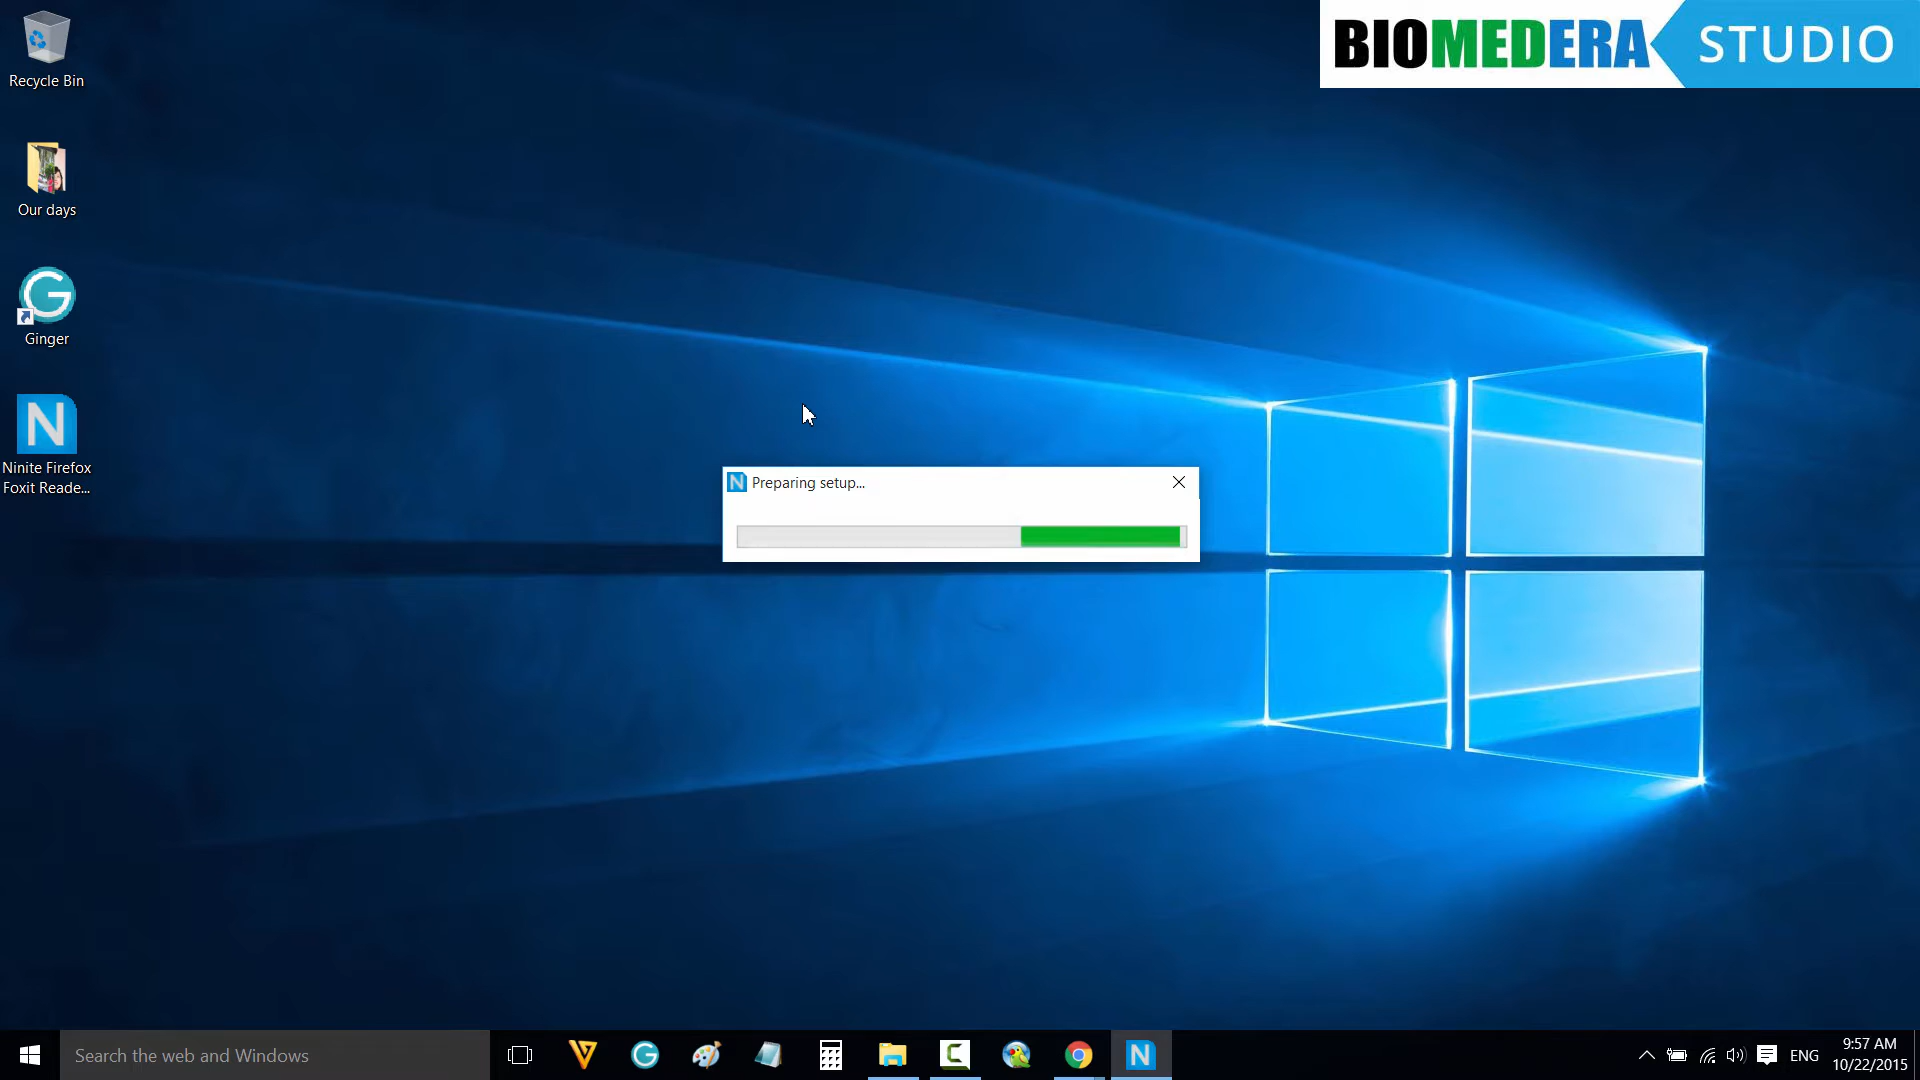 Recycle Bin
BIOMEDERA STUDIO
Our days
Ginger
Ninite Firefox
Foxit Reade...
Preparing setup...
Search the web and Windows
ENG
9:57 AM
10/22/2015